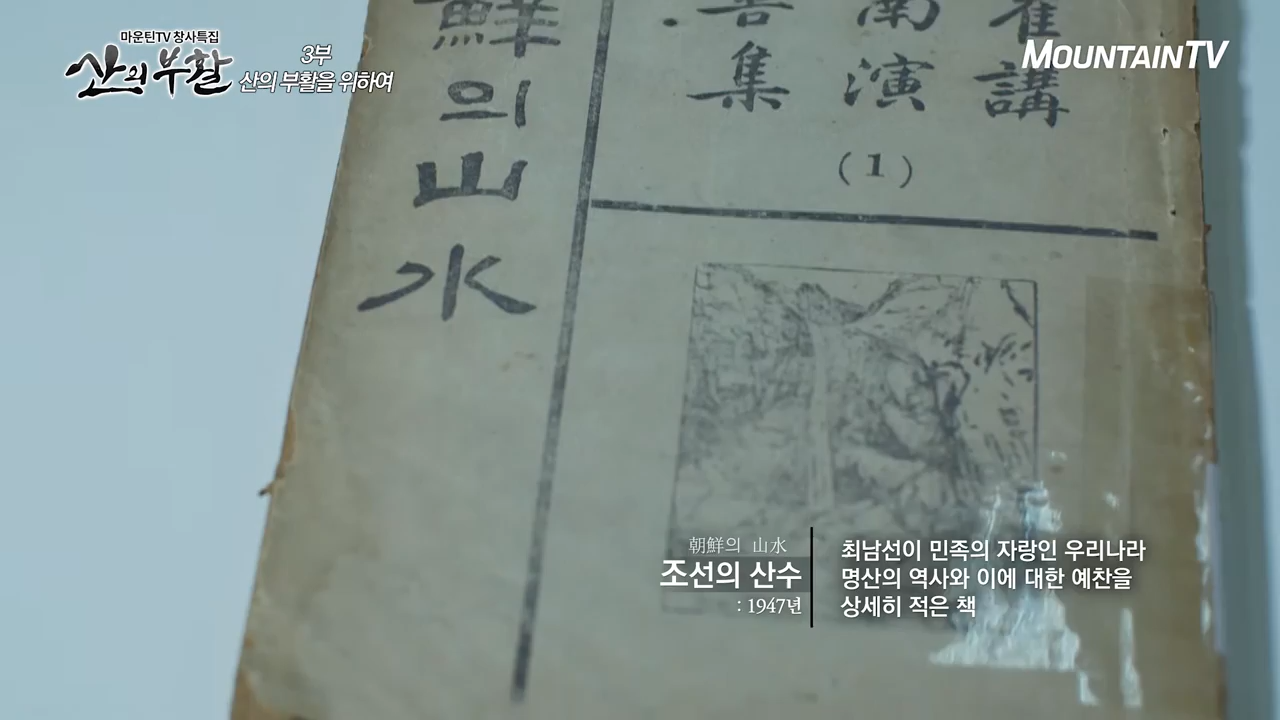 마운틴TV 창사특집
산의 부활
3부
산의 부활을 위하여
MOUNTAINTV
崔南善
講演集
(1)
鮮의山水
朝鮮의 山水
조선의 산수
: 1947년
최남선이 민족의 자랑인 우리나라
명산의 역사와 이에 대한 예찬을
상세히 적은 책